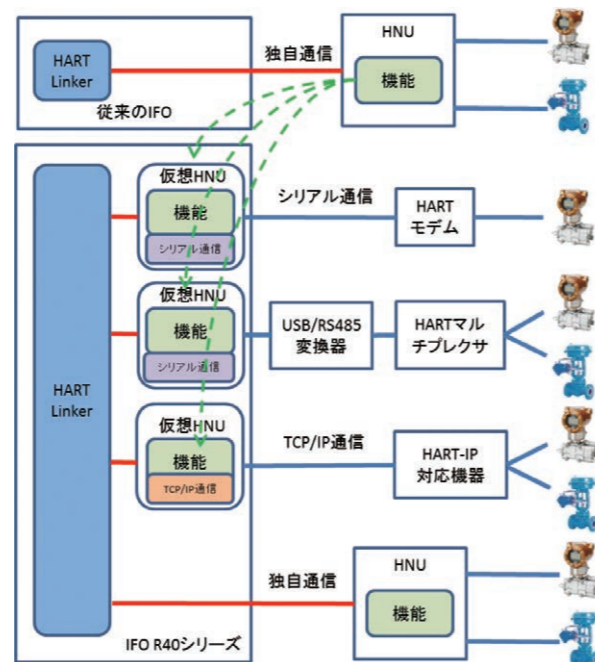 HNU
独自通信
HART
Linker
機能
従来のIFO
仮想HNU
機能
シリアル通信
シリアル通信
HART
モデム
仮想HNU
機能
シリアル通信
USB/RS485
変換器
HARTマル
チプレクサ
HART
Linker
仮想HNU
機能
TCP/IP通信
TCP/IP通信
HART-IP
対応機器
独自通信
HNU
機能
IFO R40シリーズ